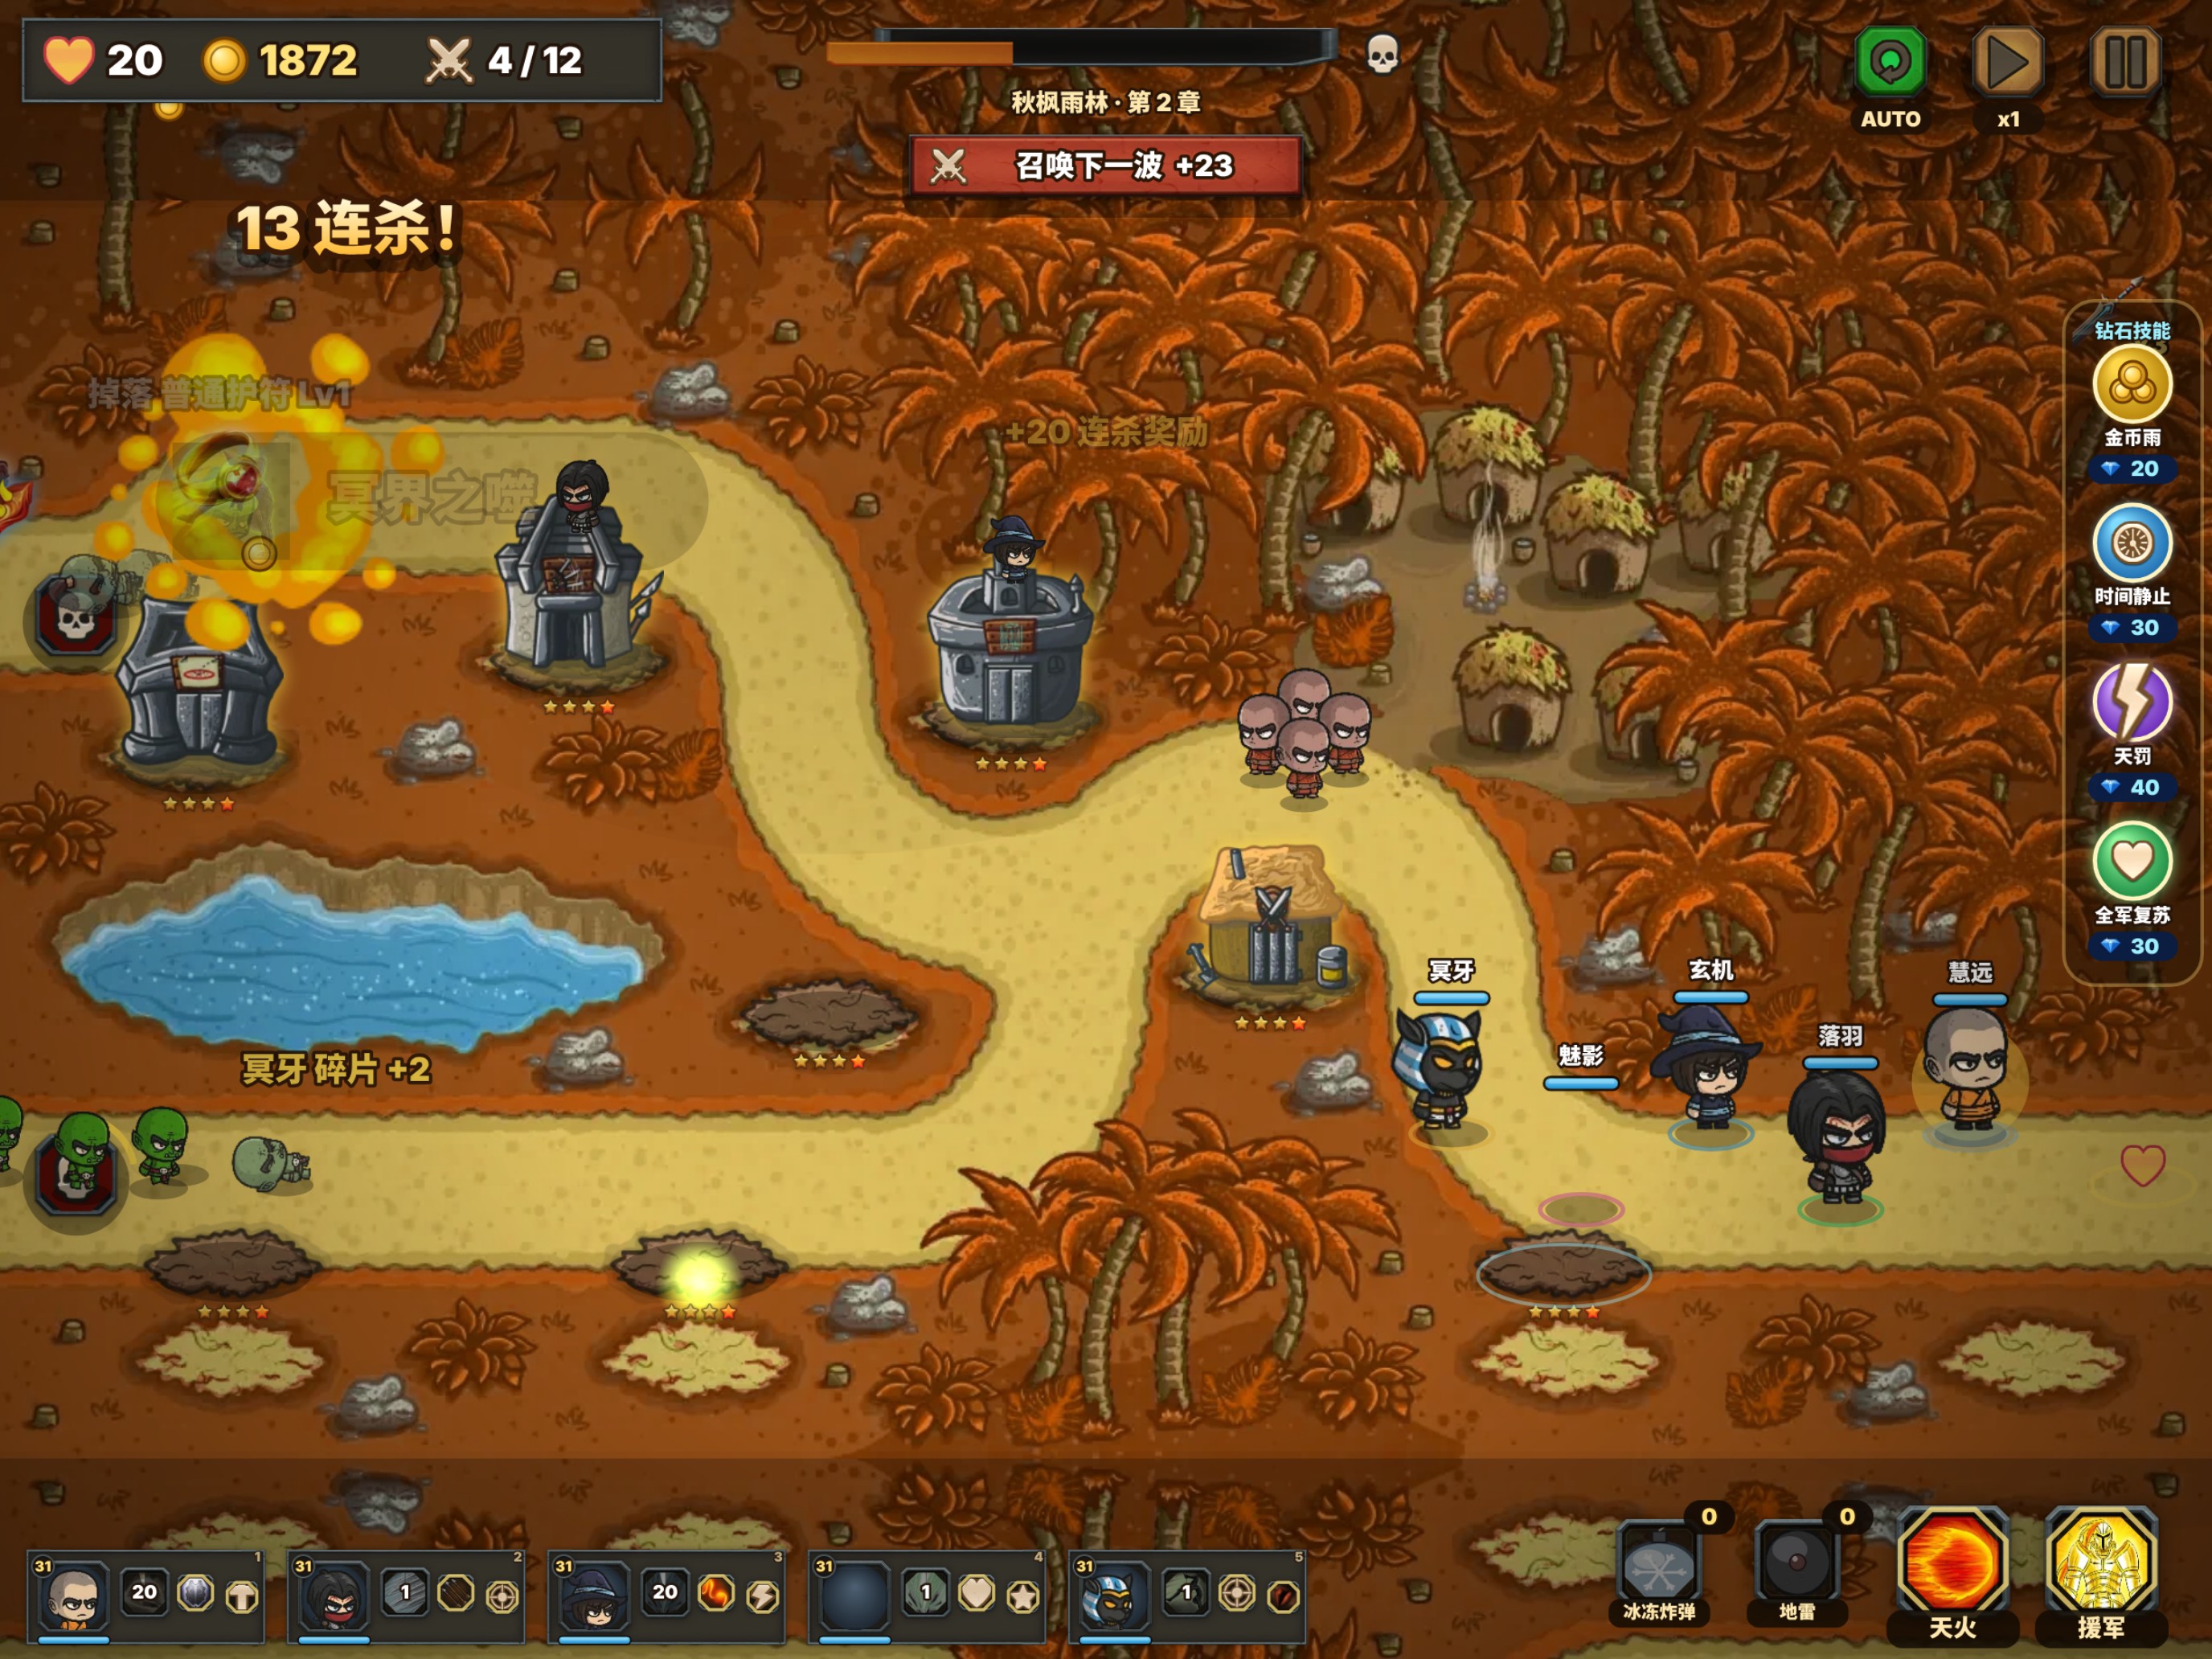 20
1872
4 / 12
秋枫雨林 · 第 2 章
召唤下一波 +23
AUTO
x1
13 连杀!
掉落 普通护符 Lv1
冥界之噬
+20 连杀奖励
钻石技能
金币雨
20
时间静止
30
天罚
40
全军复苏
30
冥牙
魅影
玄机
落羽
慧远
冥牙 碎片 +2
31
20
1
31
1
2
31
20
3
31
1
4
31
1
5
0
冰冻炸弹
0
地雷
天火
援军